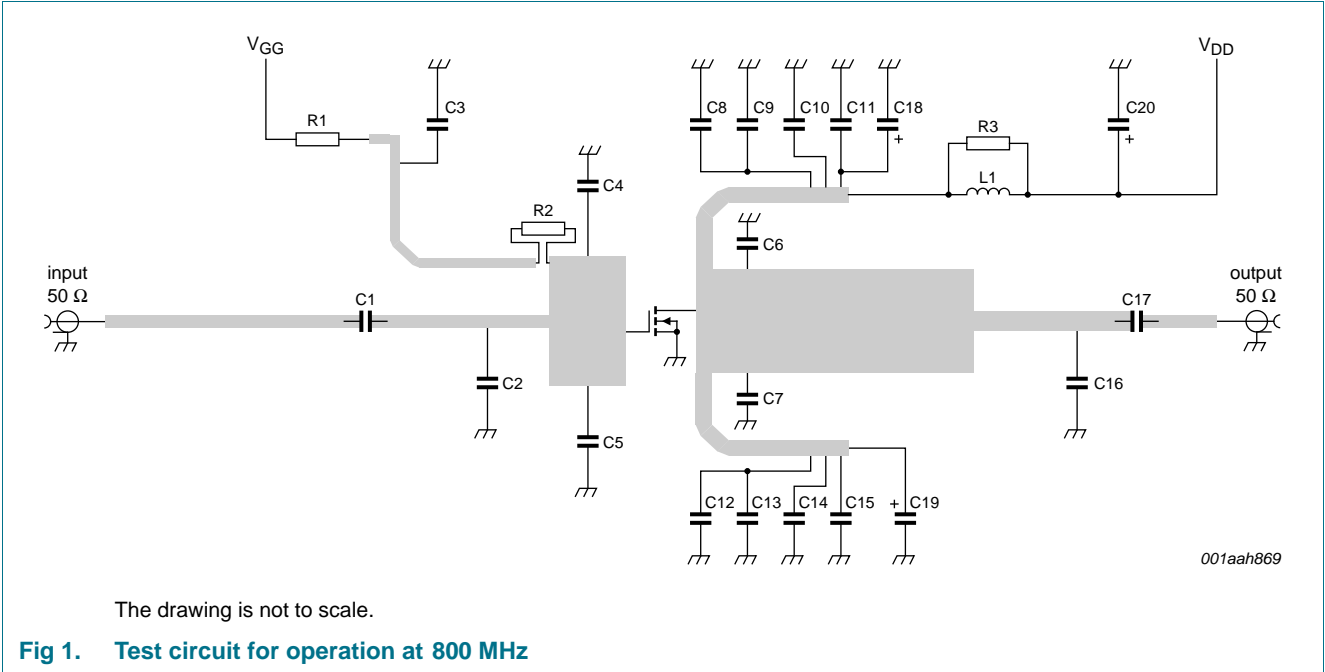 V_GG
V_DD
C3
C8 C9 C10 C11 C18
C20
R1
R3
C4
L1
R2
C6
input
50 Ω
output
50 Ω
C1
C17
C2
C7
C16
C5
C12 C13 C14 C15 + C19
+
+
001aah869
The drawing is not to scale.
Fig 1. Test circuit for operation at 800 MHz